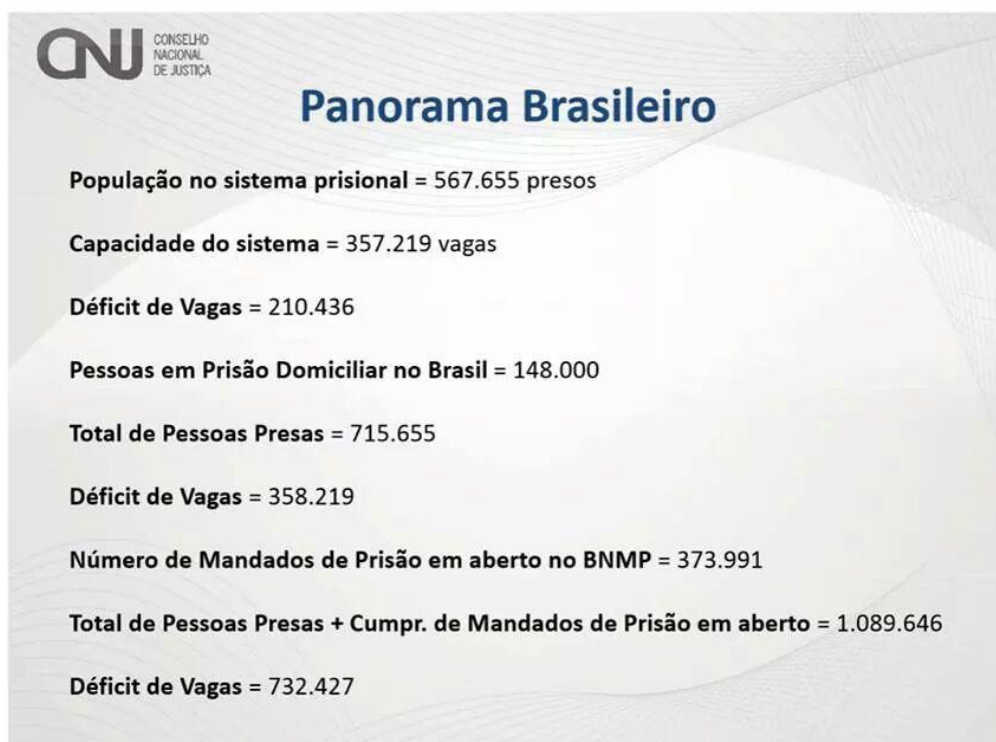 CNJ
CONSELHO
NACIONAL
DE JUSTIÇA
Panorama Brasileiro
População no sistema prisional = 567.655 presos
Capacidade do sistema = 357.219 vagas
Déficit de Vagas = 210.436
Pessoas em Prisão Domiciliar no Brasil = 148.000
Total de Pessoas Presas = 715.655
Déficit de Vagas = 358.219
Número de Mandados de Prisão em aberto no BNMP = 373.991
Total de Pessoas Presas + Cumpr. de Mandados de Prisão em aberto = 1.089.646
Déficit de Vagas = 732.427